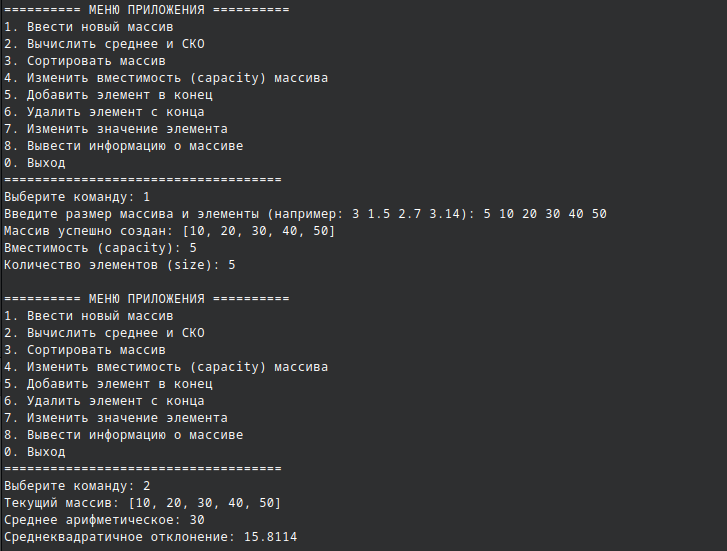 ========== МЕНЮ ПРИЛОЖЕНИЯ ==========
1. Ввести новый массив
2. Вычислить среднее и СКО
3. Сортировать массив
4. Изменить вместимость (capacity) массива
5. Добавить элемент в конец
6. Удалить элемент с конца
7. Изменить значение элемента
8. Вывести информацию о массиве
0. Выход
====================================
Выберите команду: 1
Введите размер массива и элементы (например: 3 1.5 2.7 3.14): 5 10 20 30 40 50
Массив успешно создан: [10, 20, 30, 40, 50]
Вместимость (capacity): 5
Количество элементов (size): 5
========== МЕНЮ ПРИЛОЖЕНИЯ ==========
1. Ввести новый массив
2. Вычислить среднее и СКО
3. Сортировать массив
4. Изменить вместимость (capacity) массива
5. Добавить элемент в конец
6. Удалить элемент с конца
7. Изменить значение элемента
8. Вывести информацию о массиве
0. Выход
====================================
Выберите команду: 2
Текущий массив: [10, 20, 30, 40, 50]
Среднее арифметическое: 30
Среднеквадратичное отклонение: 15.8114